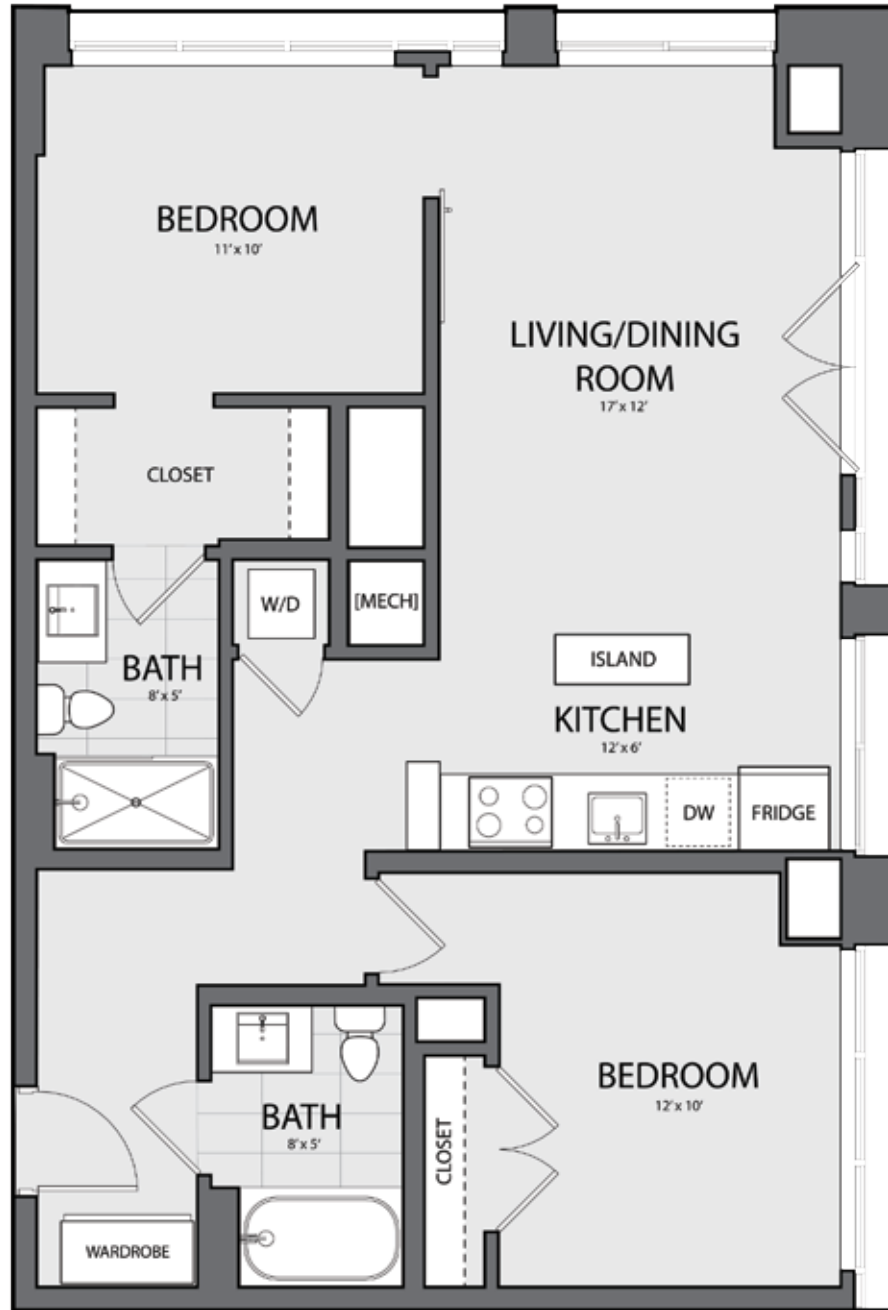 BEDROOM
11' x 10'
LIVING/DINING
ROOM
17' x 12'
CLOSET
W/D
[MECH]
BATH
8' x 5'
ISLAND
KITCHEN
12' x 6'
DW
FRIDGE
BEDROOM
12' x 10'
BATH
8' x 5'
CLOSET
WARDROBE